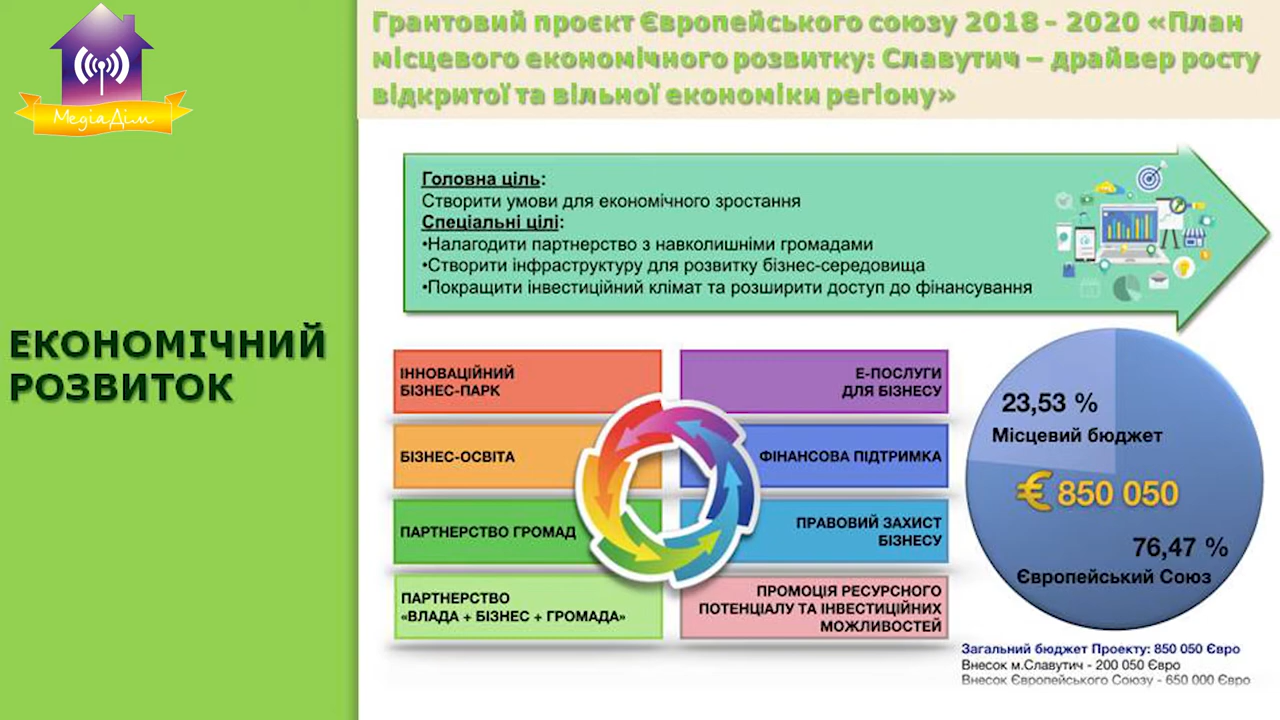 МедіаДім
Грантовий проєкт Європейського союзу 2018 - 2020 «План
місцевого економічного розвитку: Славутич – драйвер росту
відкритої та вільної економіки регіону»
ЕКОНОМІЧНИЙ
РОЗВИТОК
Головна ціль:
Створити умови для економічного зростання
Спеціальні цілі:
•Налагодити партнерство з навколишніми громадами
•Створити інфраструктуру для розвитку бізнес-середовища
•Покращити інвестиційний клімат та розширити доступ до фінансування
ІННОВАЦІЙНИЙ
БІЗНЕС-ПАРК
БІЗНЕС-ОСВІТА
ПАРТНЕРСТВО ГРОМАД
ПАРТНЕРСТВО
«ВЛАДА + БІЗНЕС + ГРОМАДА»
Е-ПОСЛУГИ
ДЛЯ БІЗНЕСУ
ФІНАНСОВА ПІДТРИМКА
ПРАВОВИЙ ЗАХИСТ
БІЗНЕСУ
ПРОМОЦІЯ РЕСУРСНОГО
ПОТЕНЦІАЛУ ТА ІНВЕСТИЦІЙНИХ
МОЖЛИВОСТЕЙ
23,53 %
Місцевий бюджет
€ 850 050
76,47 %
Європейський Союз
Загальний бюджет Проекту: 850 050 Євро
Внесок м.Славутич - 200 050 Євро
Внесок Європейського Союзу - 650 000 Євро